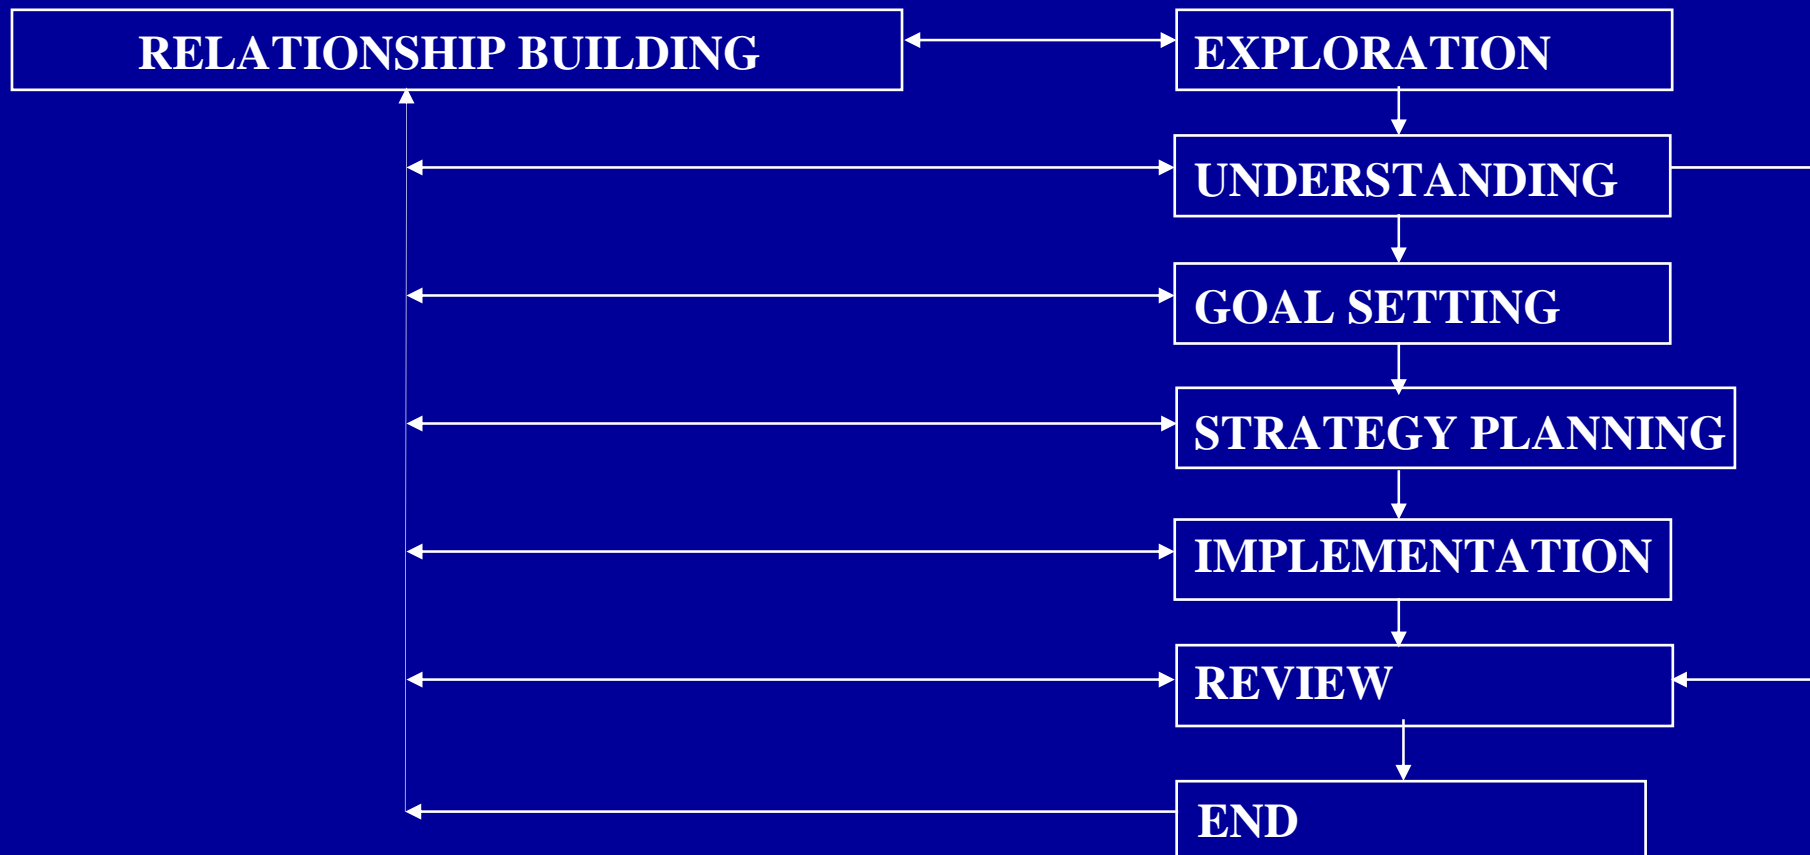 RELATIONSHIP BUILDING
EXPLORATION
UNDERSTANDING
GOAL SETTING
STRATEGY PLANNING
IMPLEMENTATION
REVIEW
END